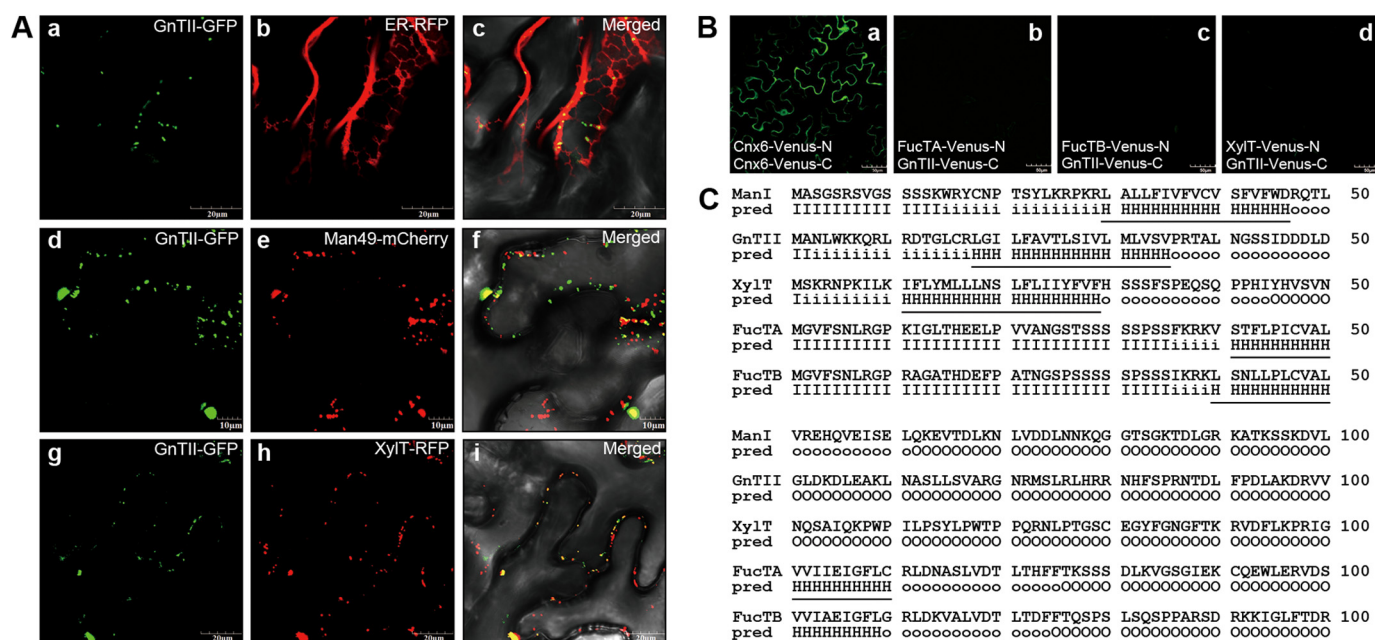 A
a GnTII-GFP
b ER-RFP
c Merged
20µm
20µm
20µm
d GnTII-GFP
e Man49-mCherry
f Merged
10µm
10µm
10µm
g GnTII-GFP
h XylT-RFP
i Merged
20µm
20µm
20µm
B
a
Cnx6-Venus-N
Cnx6-Venus-C
50µm
b
FucTA-Venus-N
GnTII-Venus-C
50µm
c
FucTB-Venus-N
GnTII-Venus-C
50µm
d
XylT-Venus-N
GnTII-Venus-C
50µm
C
ManI MASGSRSVGS SSSSKWRYCNP TSYLKRPKRL ALLLFIVFVCV SFVFWDRQTL 50
pred IIIIIIIIII IIIIiiiiii iiiiiiiiiH HHHHHHHHHH HHHHHHoooo
GnTII MANLWKKQRL RDTGLCRLGI LFAVTLSIVL MLVSVPRTAL NGSSIDDDLD 50
pred IIiiiiiiii iiiiiiiHHH HHHHHHHHHH HHHHHooooo oooooooooo
XylT MSKRNPKILK IFLYMLLLNS LFLIIYFVFH SSSFSPEQSQ PPHIYHVSVN 50
pred Iiiiiiiiii HHHHHHHHHH HHHHHHHHHo oooooooooo ooooOOOOOO
FucTA MGVFSNLRGP KIGLTHEELP VVANGSTSSS SSPSSFKRKV STFLPICVAL 50
pred IIIIIIIIII IIIIIIIIII IIIIIIIIII IIIIIiiiii HHHHHHHHHH
FucTB MGVFSNLRGP RAGATHDEFP ATNGSPSSSS SPSSSIKRKL SNLLPLCVAL 50
pred IIIIIIIIII IIIIIIIIII IIIIIIIIII IIIIIiiiiH HHHHHHHHHH
ManI VREHQVEISE LQKEVTDLKN LVDDLNNKQG GTSGKTDLGR KATKSSKDVL 100
pred oooooooooo oOOOOOOOOO OOOOOOOOOO OOOOOOOOOO OOOOOOOOOO
GnTII GLDKDLEAKL NASLLSVARG NRMSLRLHRR NHFSPRNTDL FPDLAKDRVV 100
pred OOOOOOOOOO OOOOOOOOOO OOOOOOOOOO OOOOOOOOOO OOOOOOOOOO
XylT NQSAIQKPWP ILPSYLPWTP PQRNLPTGSC EGYFGNGFTK RVDFLKPRIG 100
pred OOOOOOOOOO OOOOOOOOOO OOOOOOOOOO OOOOOOOOOO OOOOOOOOOO
FucTA VVIIEIGFLC RLDNASLVDT LTHFFTKSSS DLKVGSGIEK CQEWLERVDS 100
pred HHHHHHHHHH oooooooooo oooooOOOOO OOOOOOOOOO OOOOOOOOOO
FucTB VVIAEIGFLG RLDKVALVDT LTDFFTQSPS LSQSPPARSD RKKIGLFTDR 100
pred HHHHHHHHHo oooooooooo ooooOOOOOO OOOOOOOOOO OOOOOOOOOO